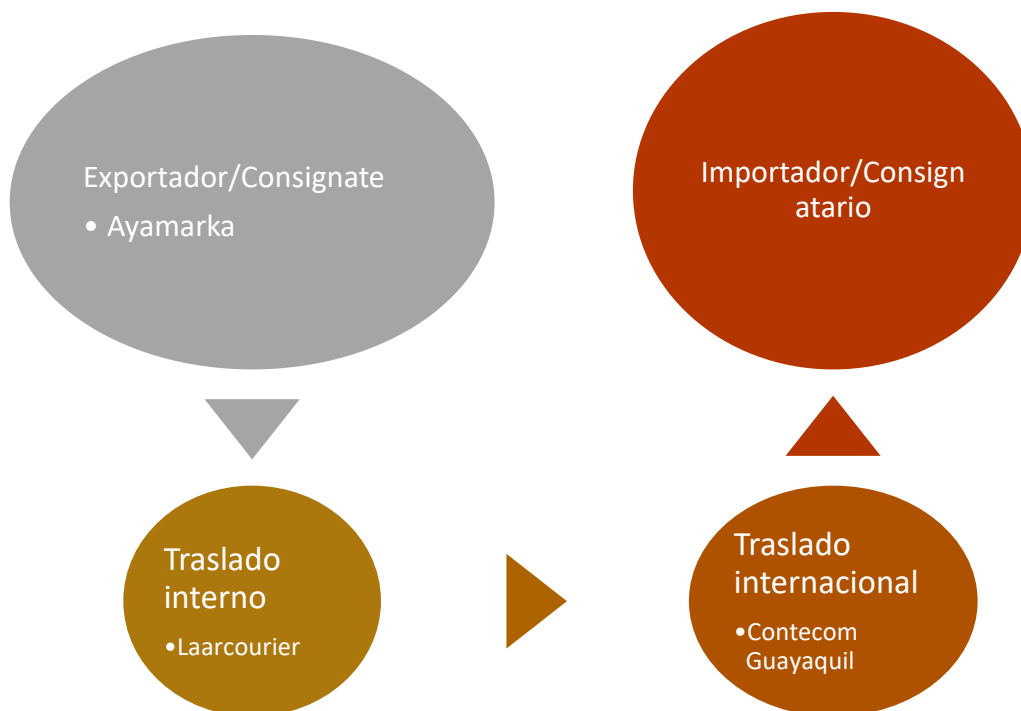 Exportador/Consignate
• Ayamarka
Importador/Consign
atario
Traslado
interno
•Laarcourier
Traslado
internacional
•Contecom
Guayaquil